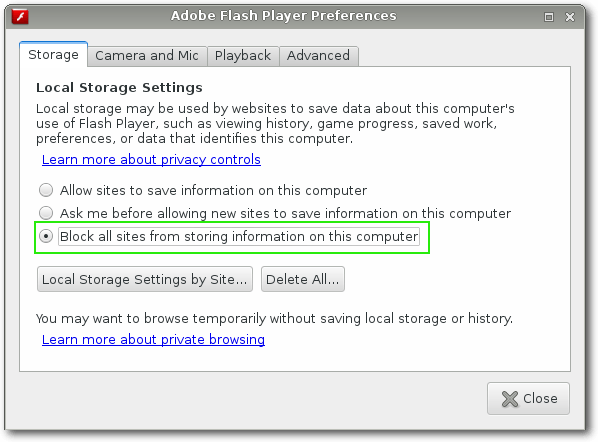 Adobe Flash Player Preferences
Storage Camera and Mic Playback Advanced
Local Storage Settings
Local storage may be used by websites to save data about this computer's
use of Flash Player, such as viewing history, game progress, saved work,
preferences, or data that identifies this computer.
Learn more about privacy controls
Allow sites to save information on this computer
Ask me before allowing new sites to save information on this computer
Block all sites from storing information on this computer
Local Storage Settings by Site... Delete All...
You may want to browse temporarily without saving local storage or history.
Learn more about private browsing
Close